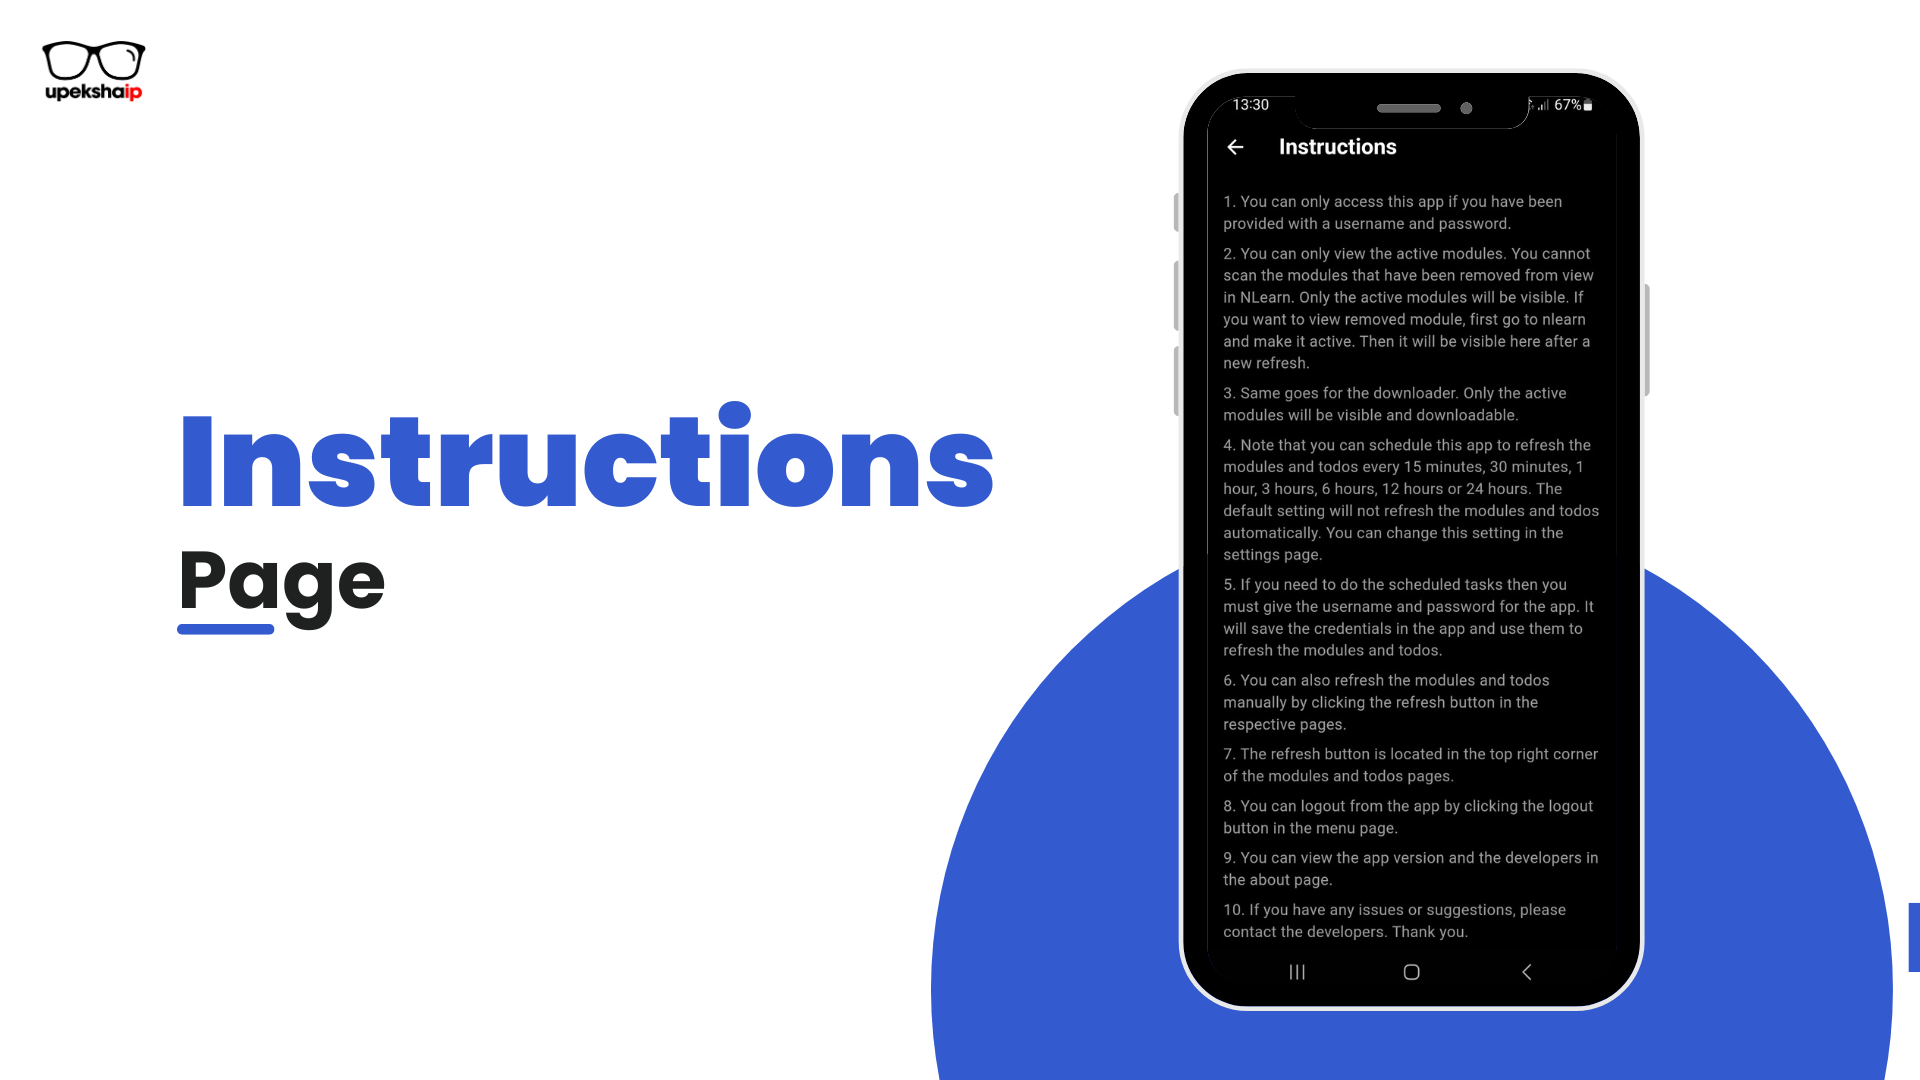 upekshaip
Instructions
Page
13:30
67%
Instructions
1. You can only access this app if you have been
provided with a username and password.
2. You can only view the active modules. You cannot
scan the modules that have been removed from view
in NLearn. Only the active modules will be visible. If
you want to view removed module, first go to nlearn
and make it active. Then it will be visible here after a
new refresh.
3. Same goes for the downloader. Only the active
modules will be visible and downloadable.
4. Note that you can schedule this app to refresh the
modules and todos every 15 minutes, 30 minutes, 1
hour, 3 hours, 6 hours, 12 hours or 24 hours. The
default setting will not refresh the modules and todos
automatically. You can change this setting in the
settings page.
5. If you need to do the scheduled tasks then you
must give the username and password for the app. It
will save the credentials in the app and use them to
refresh the modules and todos.
6. You can also refresh the modules and todos
manually by clicking the refresh button in the
respective pages.
7. The refresh button is located in the top right corner
of the modules and todos pages.
8. You can logout from the app by clicking the logout
button in the menu page.
9. You can view the app version and the developers in
the about page.
10. If you have any issues or suggestions, please
contact the developers. Thank you.